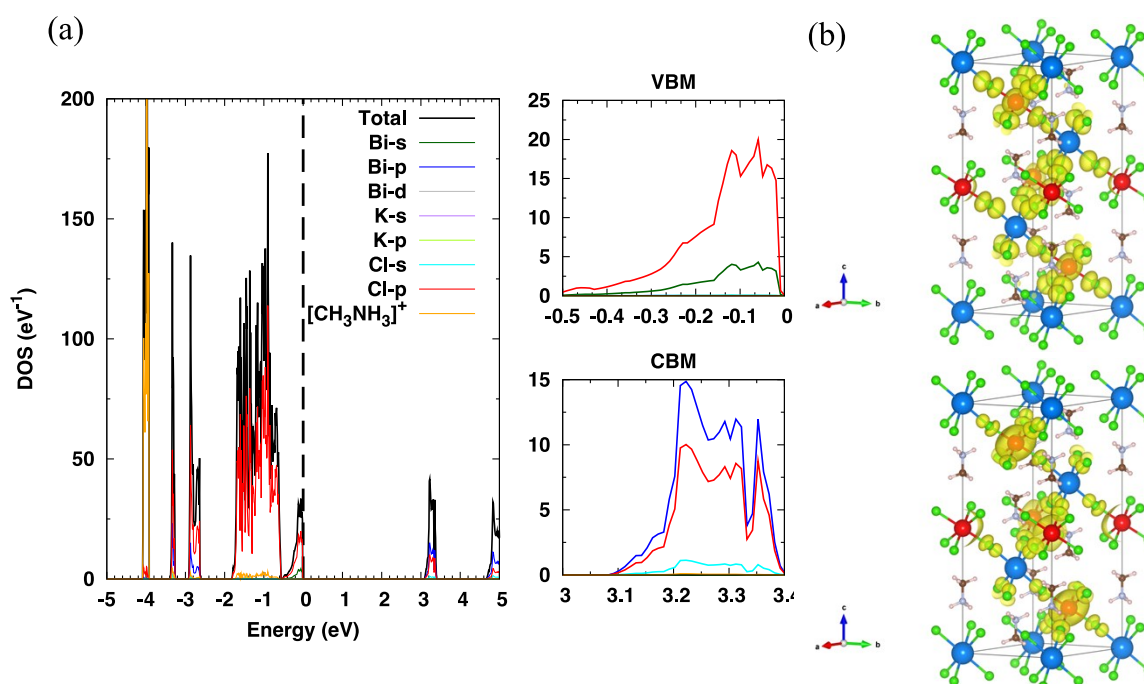 (a)
(b)
200
150
100
50
0
DOS (eV⁻¹)
-5 -4 -3 -2 -1 0 1 2 3 4 5
Energy (eV)
Total
Bi-s
Bi-p
Bi-d
K-s
K-p
Cl-s
Cl-p
[CH₃NH₃]⁺
VBM
25
20
15
10
5
0
-0.5 -0.4 -0.3 -0.2 -0.1 0
CBM
15
10
5
0
3 3.1 3.2 3.3 3.4
c
a b
c
a b